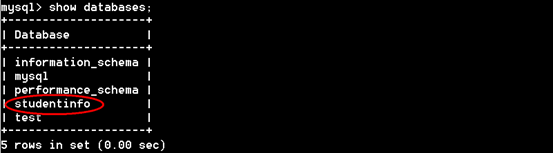 mysql> show databases;
+--------------------+
| Database           |
+--------------------+
| information_schema |
| mysql              |
| performance_schema |
| studentinfo        |
| test               |
+--------------------+
5 rows in set (0.00 sec)